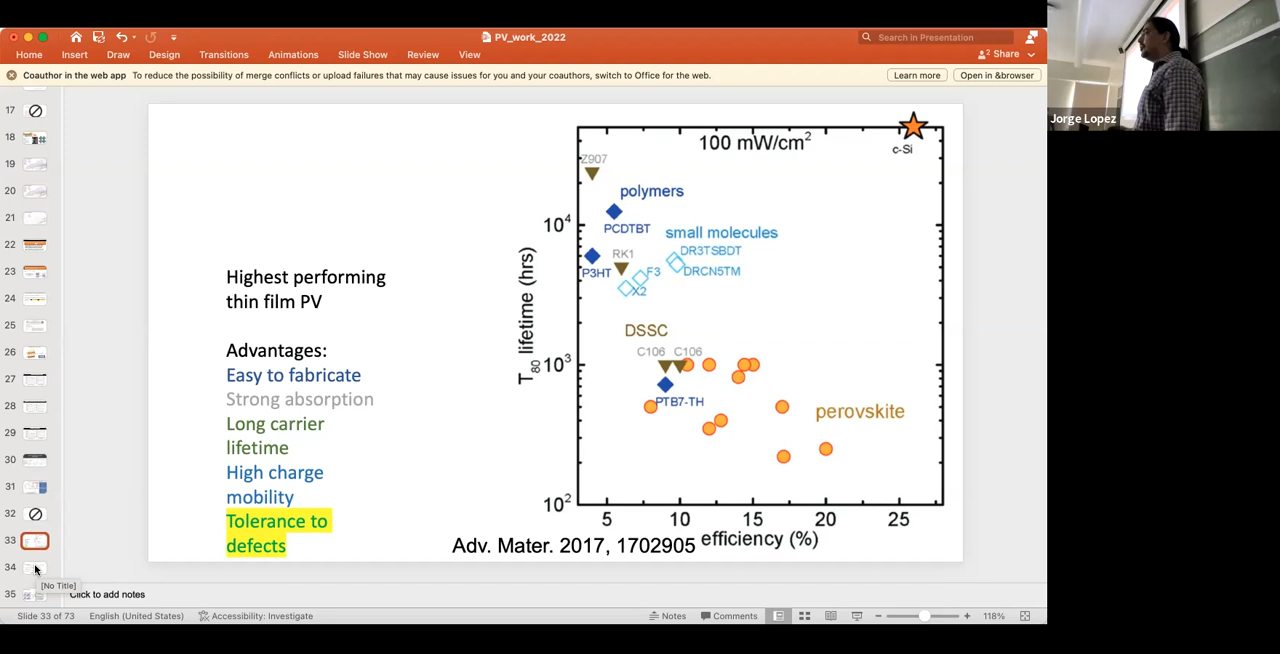 PV_work_2022
Search in Presentation
Home Insert Draw Design Transitions Animations Slide Show Review View
2 Share
Coauthor in the web app To reduce the possibility of merge conflicts or upload failures that may cause issues for you and your coauthors, switch to Office for the web.
Learn more Open in &browser
Jorge Lopez
17
18
19
20
21
22
23
24
25
26
27
28
29
30
31
32
33
34
35
[No Title]
Highest performing
thin film PV
Advantages:
Easy to fabricate
Strong absorption
Long carrier
lifetime
High charge
mobility
Tolerance to
defects
100 mW/cm²
c-Si
Z907
polymers
PCDTBT
small molecules
DR3TSBDT
RK1
P3HT
F3
DRCN5TM
X2
DSSC
C106 C106
PTB7-TH
perovskite
T₈₀ lifetime (hrs)
10⁴
10³
10²
5 10 15 20 25
efficiency (%)
Adv. Mater. 2017, 1702905
Click to add notes
Slide 33 of 73 English (United States) Accessibility: Investigate
Notes Comments 118%